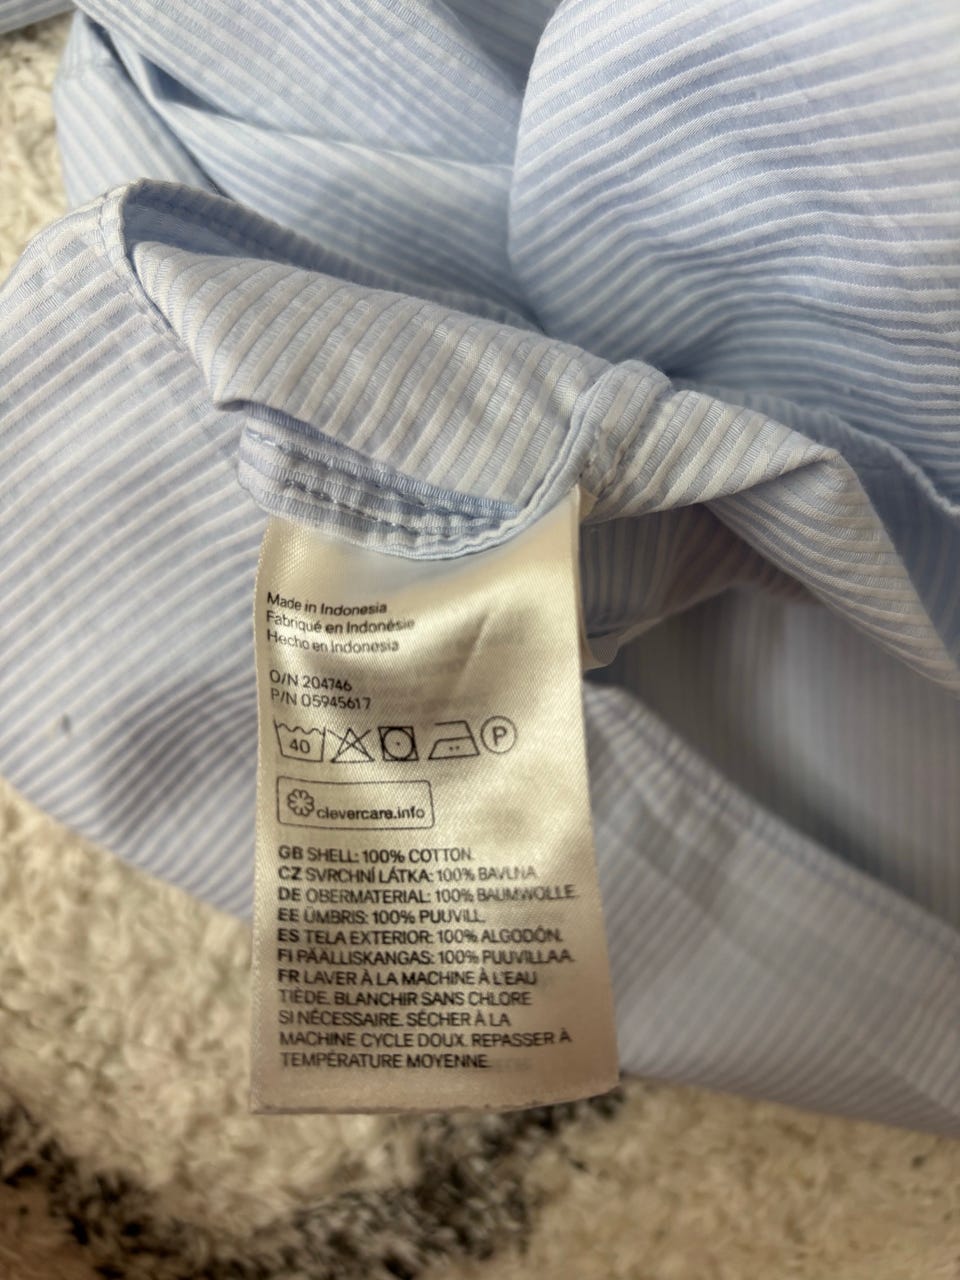 Made in Indonesia
Fabriqué en Indonésie
Hecho en Indonesia
O/N 204746
P/N 05945617
40 P
clevercare.info
GB SHELL: 100% COTTON.
CZ SVRCHNÍ LÁTKA: 100% BAVLNA.
DE OBERMATERIAL: 100% BAUMWOLLE.
EE ÜMBRIS: 100% PUUVILL.
ES TELA EXTERIOR: 100% ALGODÓN.
FI PÄÄLLISKANGAS: 100% PUUVILLAA.
FR LAVER À LA MACHINE À L'EAU
TIÈDE. BLANCHIR SANS CHLORE
SI NÉCESSAIRE. SÉCHER À LA
MACHINE CYCLE DOUX. REPASSER À
TEMPÉRATURE MOYENNE.